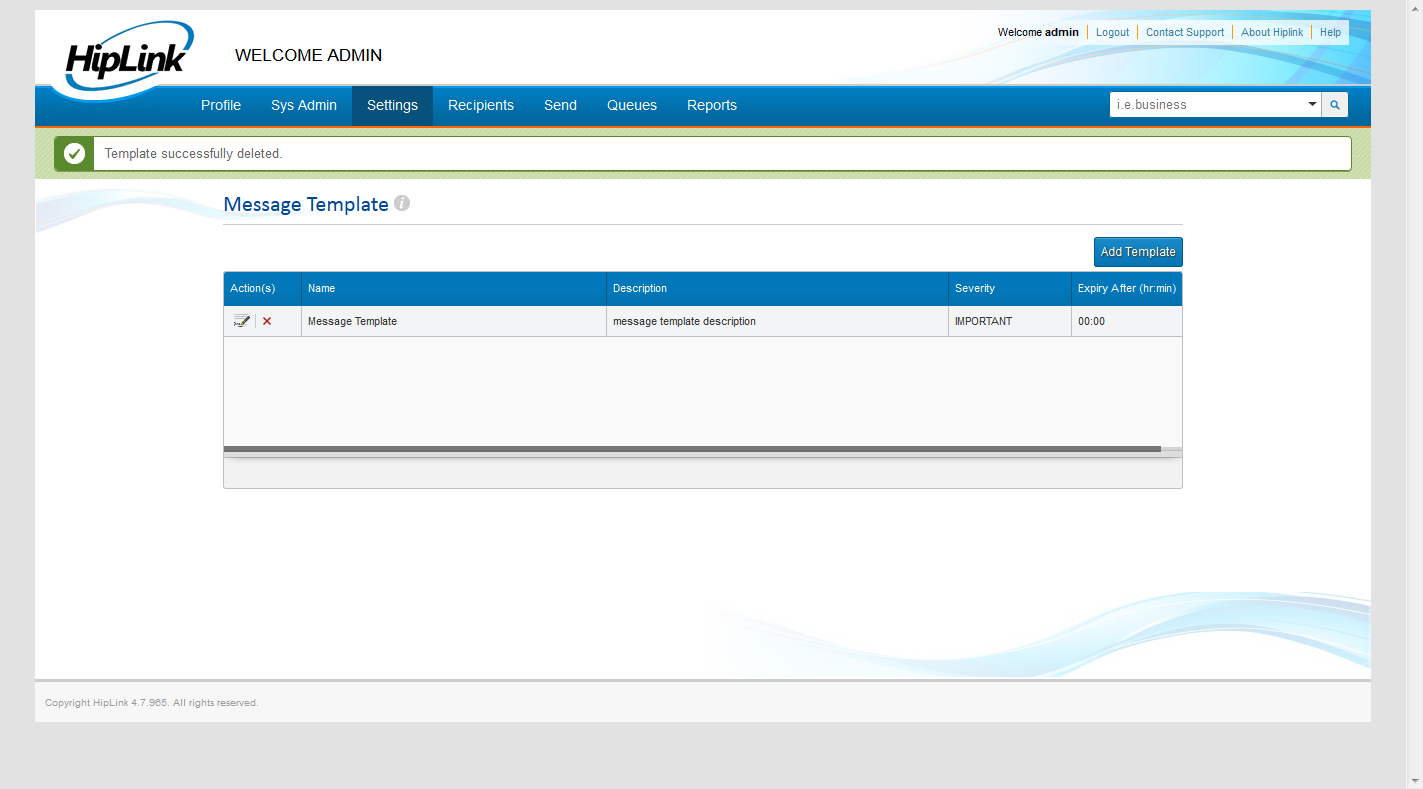 HipLink
WELCOME ADMIN
Welcome admin Logout Contact Support About Hiplink Help
Profile Sys Admin Settings Recipients Send Queues Reports
i.e.business
Template successfully deleted.
Message Template
Add Template
Action(s) Name Description Severity Expiry After (hr:min)
Message Template message template description IMPORTANT 00:00
Copyright HipLink 4.7.965. All rights reserved.